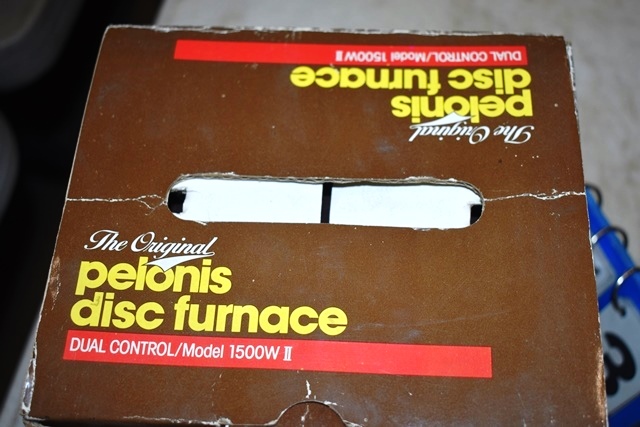 The Original
pelonis
disc furnace
DUAL CONTROL/Model 1500W II
The Original
pelonis
disc furnace
DUAL CONTROL/Model 1500W II
3